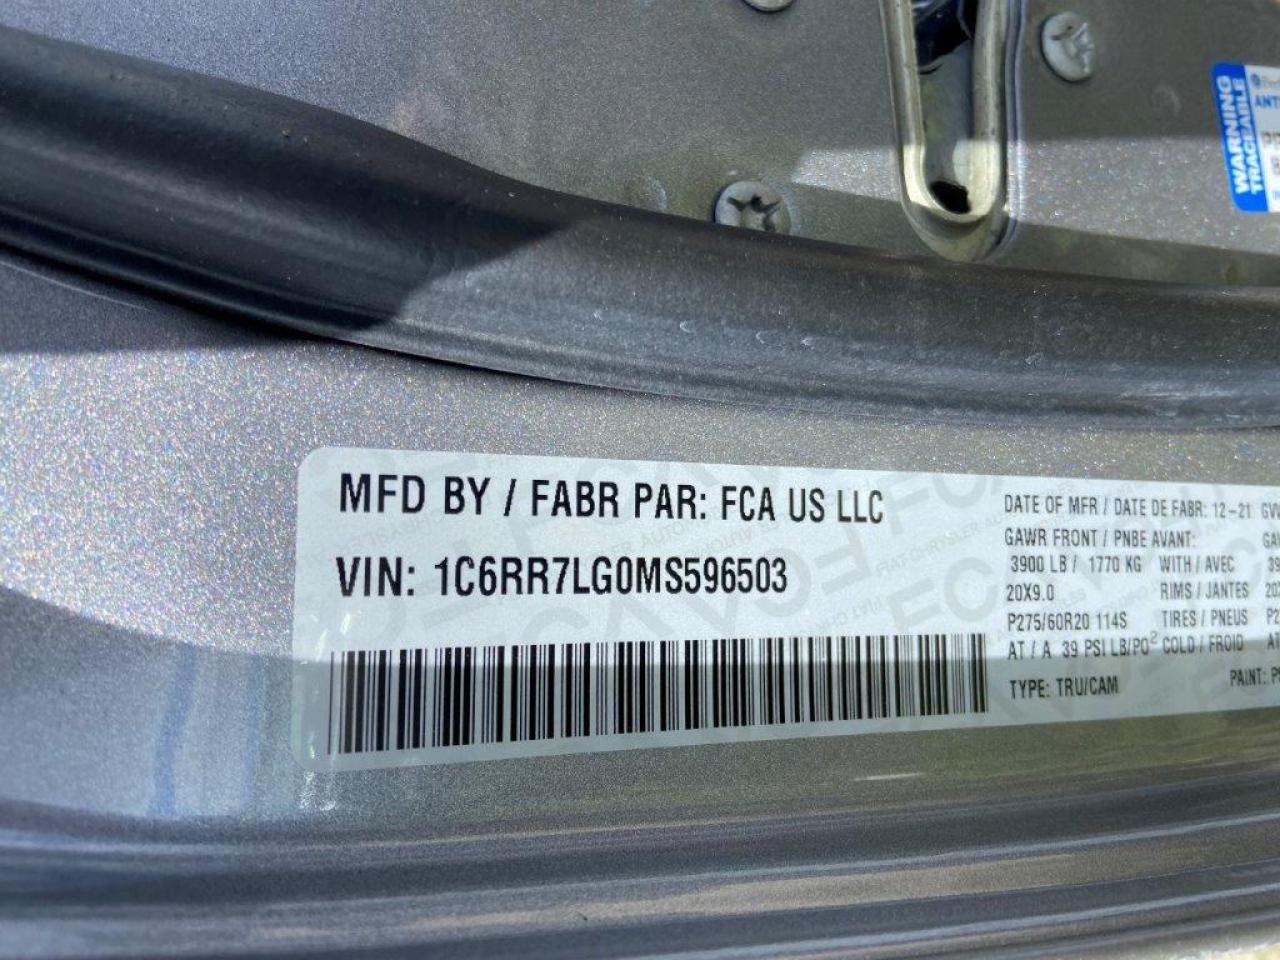 WARNING
TRACEABLE
MFD BY / FABR PAR: FCA US LLC
VIN: 1C6RR7LG0MS596503
DATE OF MFR / DATE DE FABR: 12-21
GAWR FRONT / PNBE AVANT:
3900 LB / 1770 KG WITH / AVEC
20X9.0 RIMS / JANTES
P275/60R20 114S TIRES / PNEUS
AT / A 39 PSI LB/PO² COLD / FROID
TYPE: TRU/CAM
PAINT: